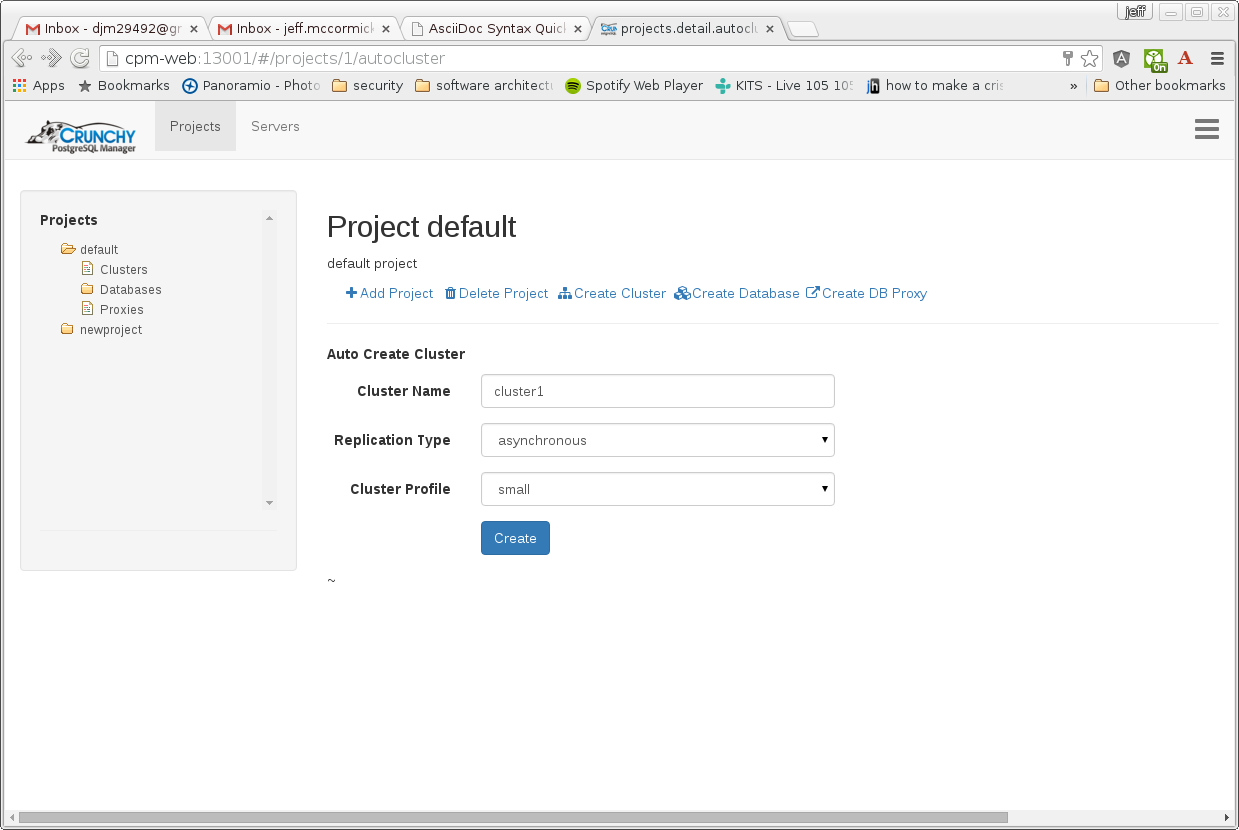 jeff
Inbox - djm29492@gr
Inbox - jeff.mccormick
AsciiDoc Syntax Quick
projects.detail.autoclu
cpm-web:13001/#/projects/1/autocluster
On
Apps Bookmarks Panoramio - Photo security software architectu Spotify Web Player KITS - Live 105 105 how to make a cris » Other bookmarks
CRUNCHY
PostgreSQL Manager
Projects Servers
Projects
default
Clusters
Databases
Proxies
newproject
Project default
default project
Add Project Delete Project Create Cluster Create Database Create DB Proxy
Auto Create Cluster
Cluster Name cluster1
Replication Type asynchronous
Cluster Profile small
Create
~